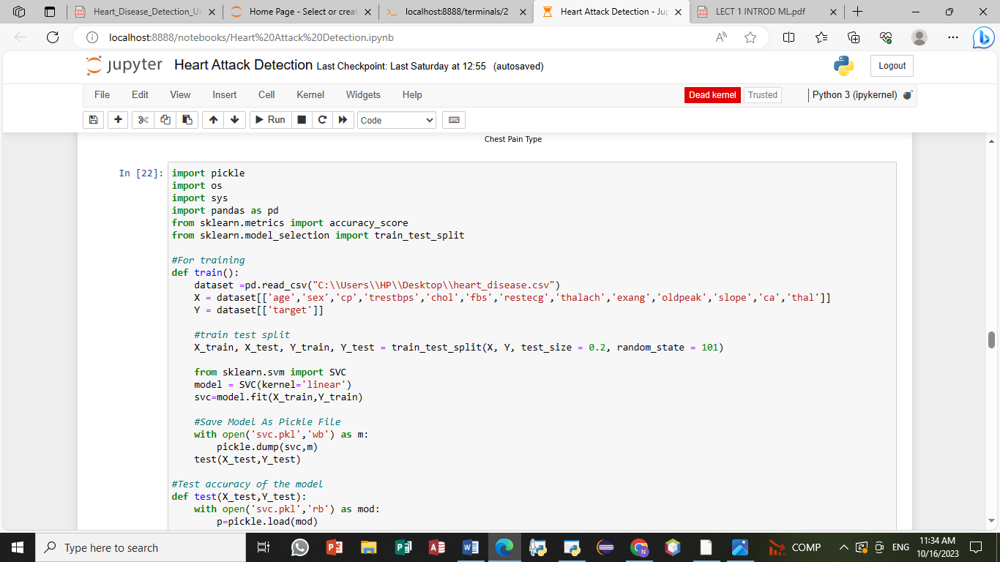 Heart_Disease_Detection_Us
Home Page - Select or creat
localhost:8888/terminals/2
Heart Attack Detection - Jup
LECT 1 INTROD ML.pdf
localhost:8888/notebooks/Heart%20Attack%20Detection.ipynb
jupyter Heart Attack Detection Last Checkpoint: Last Saturday at 12:55 (autosaved)
Logout
File Edit View Insert Cell Kernel Widgets Help
Dead kernel Trusted Python 3 (ipykernel)
Run Code
Chest Pain Type
In [22]:
import pickle
import os
import sys
import pandas as pd
from sklearn.metrics import accuracy_score
from sklearn.model_selection import train_test_split
#For training
def train():
    dataset =pd.read_csv("C:\\Users\\HP\\Desktop\\heart_disease.csv")
    X = dataset[['age','sex','cp','trestbps','chol','fbs','restecg','thalach','exang','oldpeak','slope','ca','thal']]
    Y = dataset[['target']]
    #train test split
    X_train, X_test, Y_train, Y_test = train_test_split(X, Y, test_size = 0.2, random_state = 101)
    from sklearn.svm import SVC
    model = SVC(kernel='linear')
    svc=model.fit(X_train,Y_train)
    #Save Model As Pickle File
    with open('svc.pkl','wb') as m:
        pickle.dump(svc,m)
    test(X_test,Y_test)
#Test accuracy of the model
def test(X_test,Y_test):
    with open('svc.pkl','rb') as mod:
        p=pickle.load(mod)
Type here to search
COMP
ENG
11:34 AM
10/16/2023